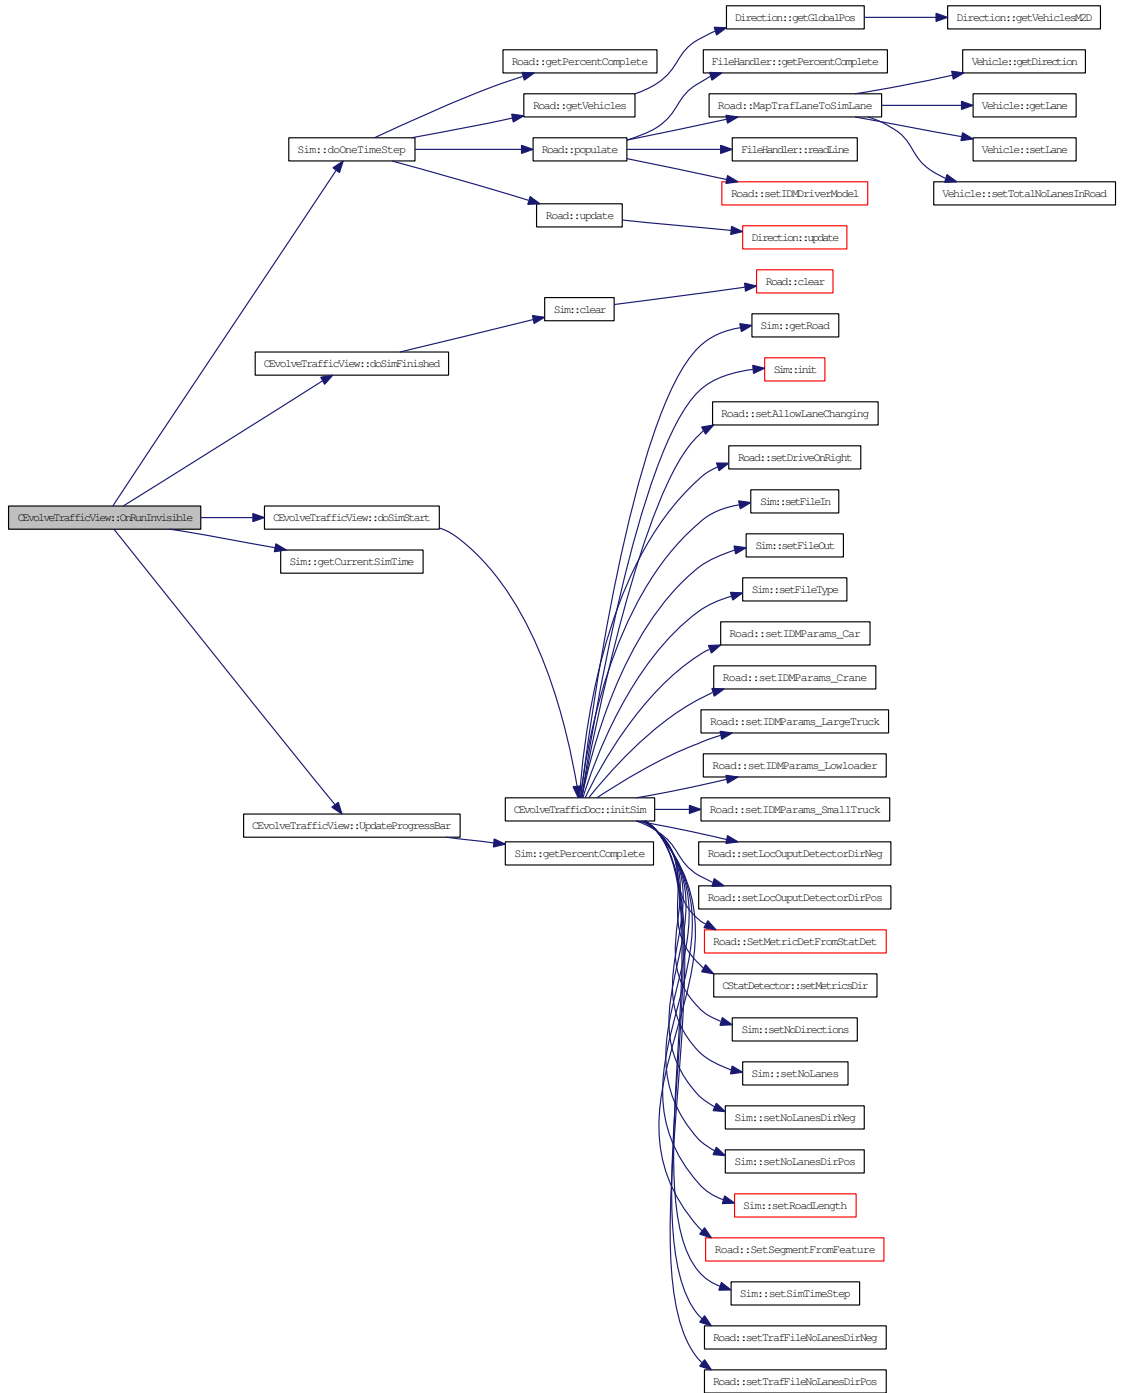 Direction::getGlobalPos
Direction::getVehiclesM2D
Road::getPercentComplete
FileHandler::getPercentComplete
Vehicle::getDirection
Road::getVehicles
Road::MapTrafLaneToSimLane
Vehicle::getLane
Sim::doOneTimeStep
Road::populate
FileHandler::readLine
Vehicle::setLane
Road::setIDMDriverModel
Vehicle::setTotalNoLanesInRoad
Road::update
Direction::update
Road::clear
Sim::clear
Sim::getRoad
CEvolveTrafficView::doSimFinished
Sim::init
Road::setAllowLaneChanging
Road::setDriveOnRight
Sim::setFileIn
CEvolveTrafficView::OnRunInvisible
CEvolveTrafficView::doSimStart
Sim::setFileOut
Sim::getCurrentSimTime
Sim::setFileType
Road::setIDMParams_Car
Road::setIDMParams_Crane
Road::setIDMParams_LargeTruck
Road::setIDMParams_Lowloader
CEvolveTrafficDoc::initSim
Road::setIDMParams_SmallTruck
CEvolveTrafficView::UpdateProgressBar
Sim::getPercentComplete
Road::setLocOuputDetectorDirNeg
Road::setLocOuputDetectorDirPos
Road::SetMetricDetFromStatDet
CStatDetector::setMetricsDir
Sim::setNoDirections
Sim::setNoLanes
Sim::setNoLanesDirNeg
Sim::setNoLanesDirPos
Sim::setRoadLength
Road::SetSegmentFromFeature
Sim::setSimTimeStep
Road::setTrafFileNoLanesDirNeg
Road::setTrafFileNoLanesDirPos